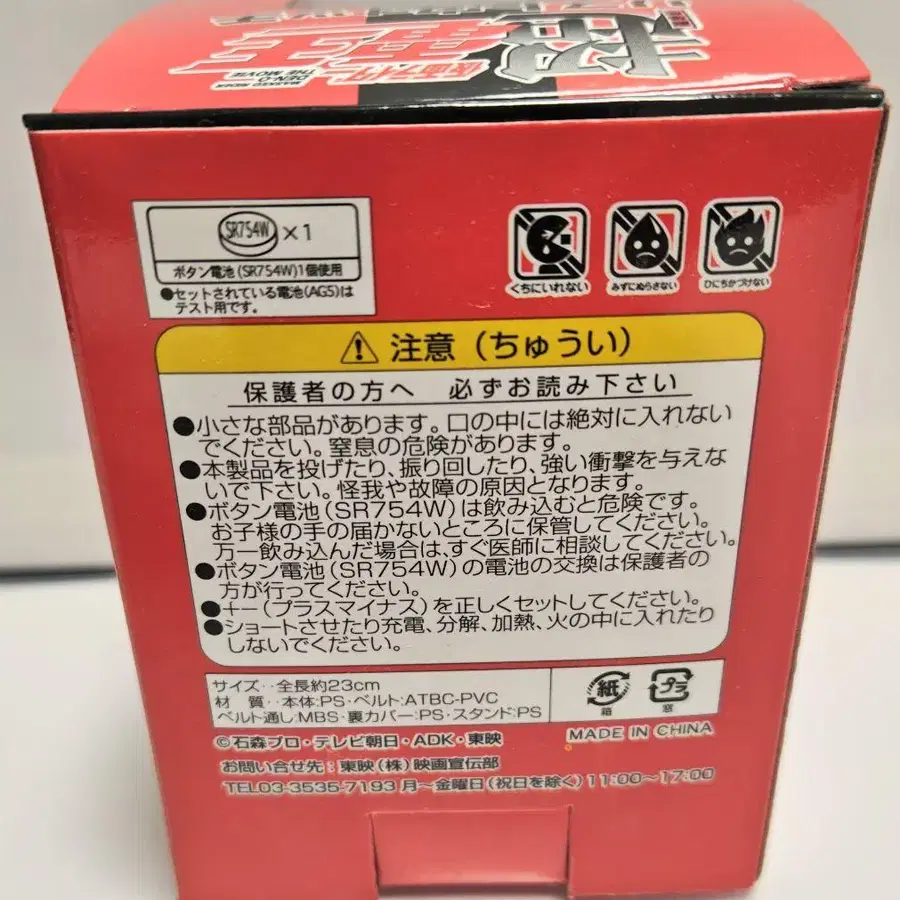 仮面ライダー
超
MASKED RIDER
DEN-O
THE MOVIE
SR754W ×1
ボタン電池(SR754W)1個使用
●セットされている電池(AG5)は
テスト用です。
くちにいれない
みずにぬらさない
ひにちかづけない
注意(ちゅうい)
保護者の方へ 必ずお読み下さい
●小さな部品があります。口の中には絶対に入れない
でください。窒息の危険があります。
●本製品を投げたり、振り回したり、強い衝撃を与えな
いで下さい。怪我や故障の原因となります。
●ボタン電池(SR754W)は飲み込むと危険です。
お子様の手の届かないところに保管してください。
万一飲み込んだ場合は、すぐ医師に相談してください。
●ボタン電池(SR754W)の電池の交換は保護者の
方が行ってください。
●+-(プラスマイナス)を正しくセットしてください。
●ショートさせたり充電、分解、加熱、火の中に入れたり
しないでください。
サイズ‥全長約23cm
材 質‥本体:PS・ベルト:ATBC-PVC
ベルト通し:MBS・裏カバー:PS・スタンド:PS
紙
箱
プラ
窓
©石森プロ・テレビ朝日・ADK・東映
MADE IN CHINA
お問い合せ先:東映(株)映画宣伝部
TEL03-3535-7193 月~金曜日(祝日を除く)11:00~17:00